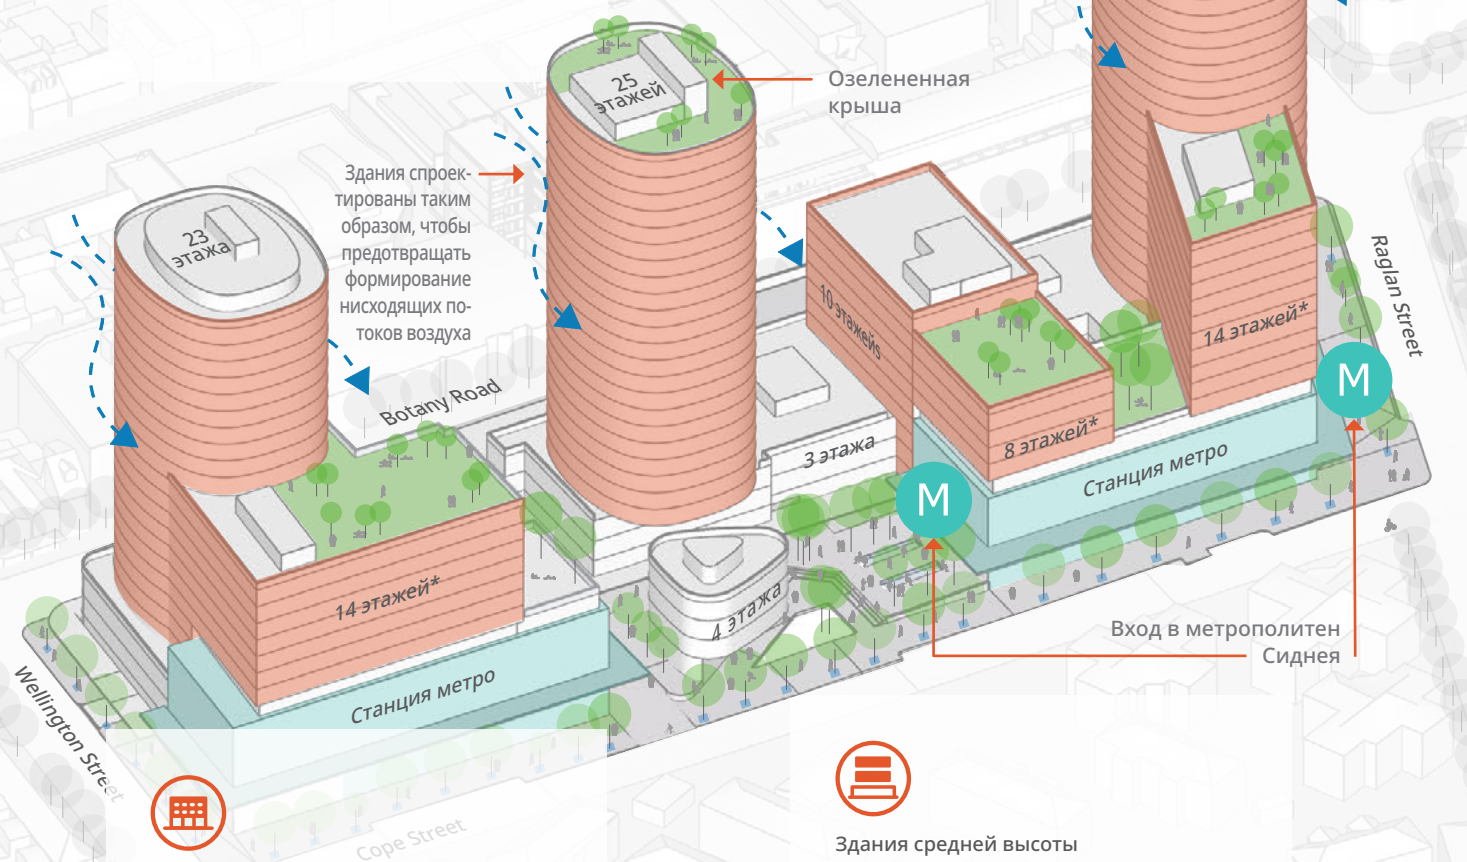 25
этажей
Озелененная
крыша
Здания спроек-
тированы таким
образом, чтобы
предотвращать
формирование
нисходящих по-
токов воздуха
23
этажа
Botany Road
10 этажейs
3 этажа
8 этажей*
14 этажей*
Raglan Street
M
M
Станция метро
14 этажей*
4 этажа
Станция метро
Вход в метрополитен
Сиднея
Wellington Street
Cope Street
Здания средней высоты